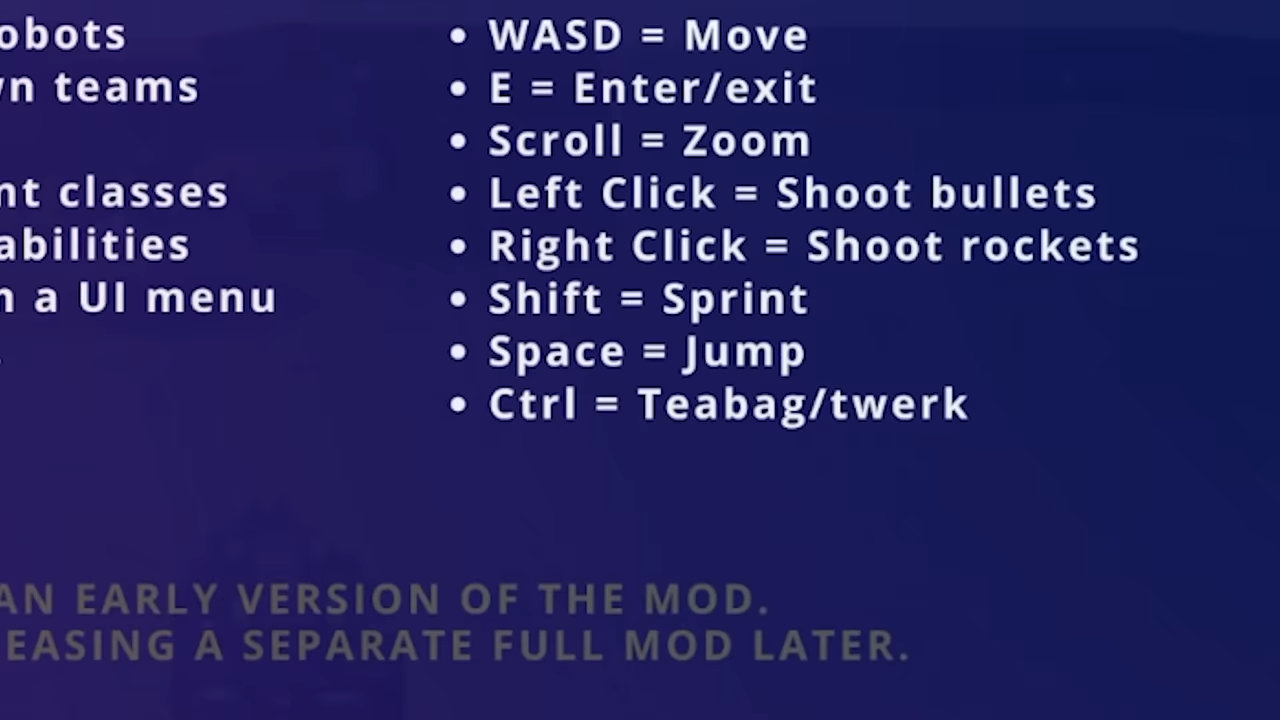 obots
wn teams
nt classes
abilities
a UI menu
WASD = Move
E = Enter/exit
Scroll = Zoom
Left Click = Shoot bullets
Right Click = Shoot rockets
Shift = Sprint
Space = Jump
Ctrl = Teabag/twerk
AN EARLY VERSION OF THE MOD.
EASING A SEPARATE FULL MOD LATER.